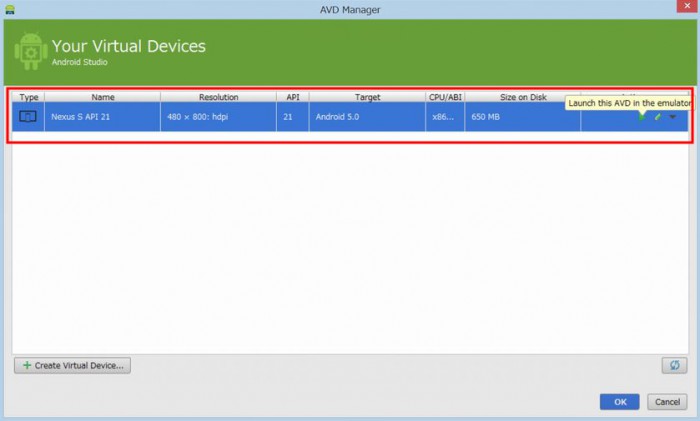 AVD Manager
Your Virtual Devices
Android Studio
Type Name Resolution API Target CPU/ABI Size on Disk
Launch this AVD in the emulator
Nexus S API 21 480 × 800: hdpi 21 Android 5.0 x86... 650 MB
+ Create Virtual Device...
OK Cancel